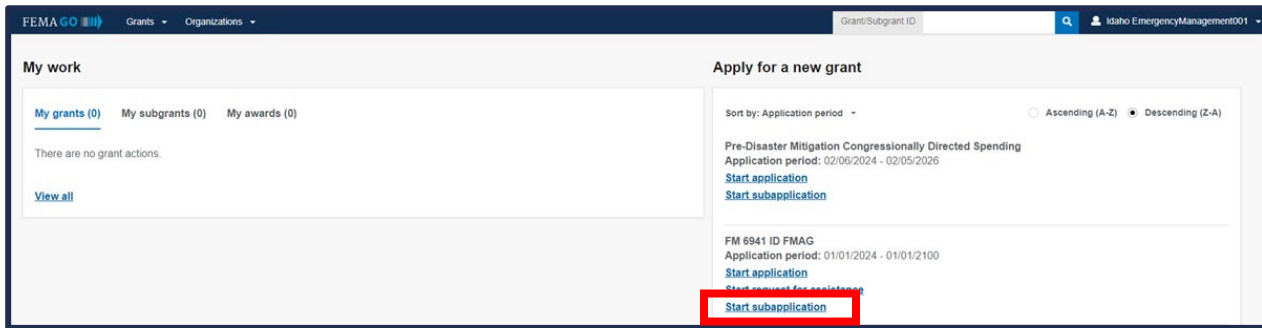 FEMA GO Grants Organizations Grant/Subgrant ID Idaho EmergencyManagement001
My work
My grants (0) My subgrants (0) My awards (0)
There are no grant actions.
View all
Apply for a new grant
Sort by: Application period Ascending (A-Z) Descending (Z-A)
Pre-Disaster Mitigation Congressionally Directed Spending
Application period: 02/06/2024 - 02/05/2026
Start application
Start subapplication
FM 6941 ID FMAG
Application period: 01/01/2024 - 01/01/2100
Start application
Start request for assistance
Start subapplication